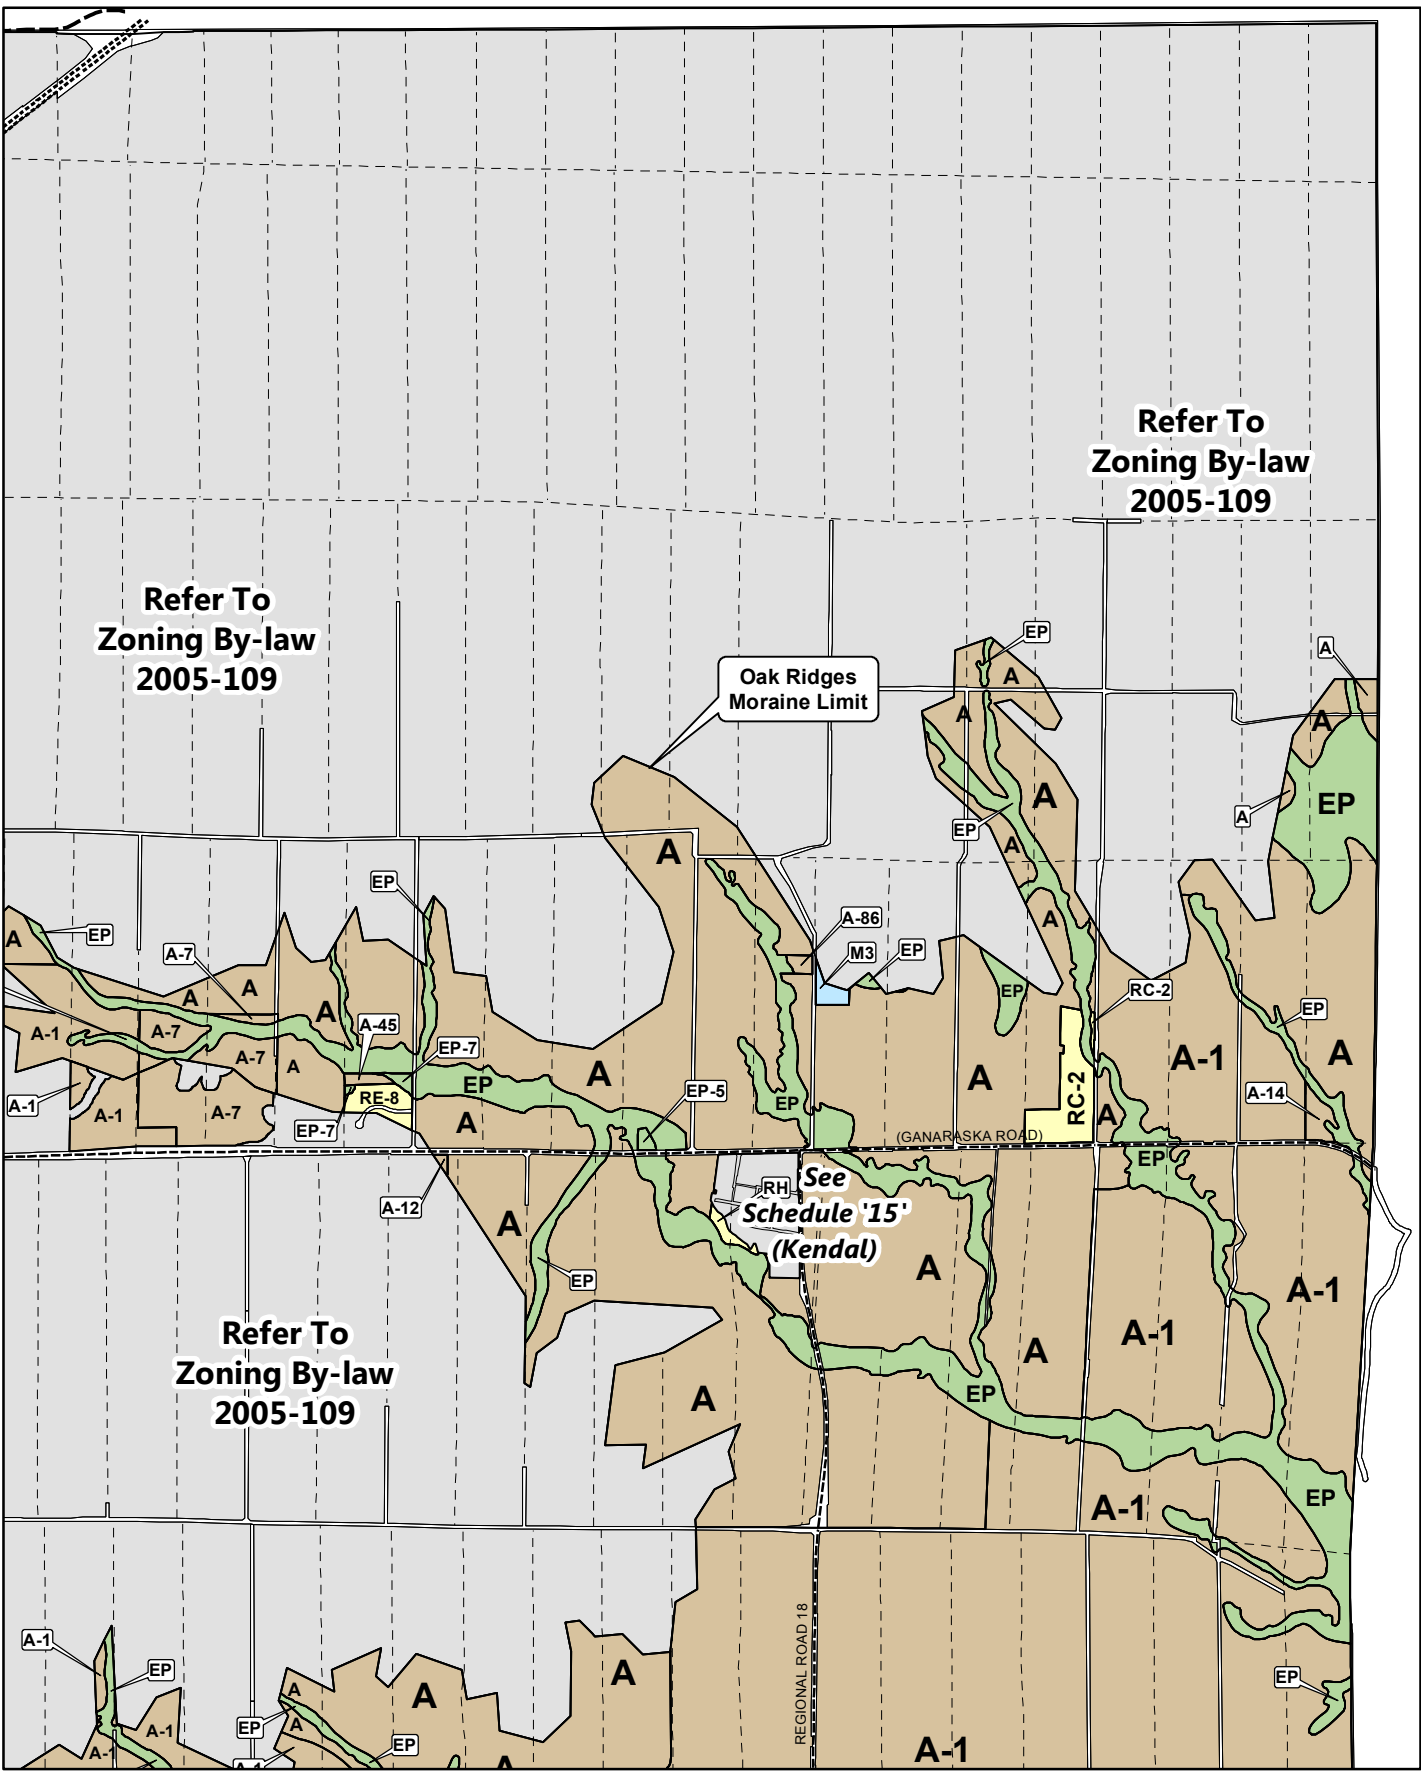 Refer To
Zoning By-law
2005-109
Refer To
Zoning By-law
2005-109
EP
A
Oak Ridges
Moraine Limit
A
A
A
A
EP
A
A
EP
A
A
EP
A-86
A
A
EP
A-7
M3
EP
A
A
EP
RC-2
A
A-45
EP
A-1
A-7
EP-7
A-7
A-1
A
A
A
A
EP
RC-2
EP-5
A-14
RE-8
A-1
EP
A-1
A-7
A
A
EP-7
(GANARASKA ROAD)
EP
See
RH
A-12
Schedule '15'
A
(Kendal)
A
EP
A-1
Refer To
Zoning By-law
2005-109
A-1
A
EP
A
EP
A-1
REGIONAL ROAD 18
A-1
EP
A
EP
A
A
EP
A
A-1
EP
A-1
A-1
A-1
A